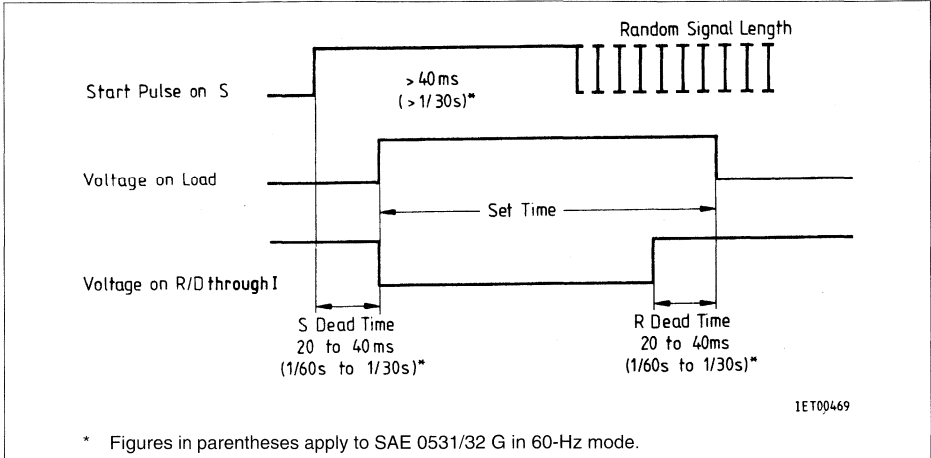 Random Signal Length
Start Pulse on S
> 40 ms
( > 1/ 30s)*
Voltage on Load
Set Time
Voltage on R/D through I
S Dead Time
20 to 40 ms
(1/60s to 1/30s)*
R Dead Time
20 to 40ms
(1/60s to 1/30s)*
IET00469
* Figures in parentheses apply to SAE 0531/32 G in 60-Hz mode.